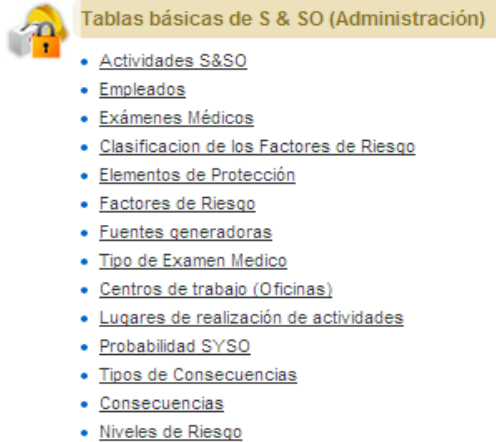 Tablas básicas de S & SO (Administración)
Actividades S&SO
Empleados
Exámenes Médicos
Clasificacion de los Factores de Riesgo
Elementos de Protección
Factores de Riesgo
Fuentes generadoras
Tipo de Examen Medico
Centros de trabajo (Oficinas)
Lugares de realización de actividades
Probabilidad SYSO
Tipos de Consecuencias
Consecuencias
Niveles de Riesgo